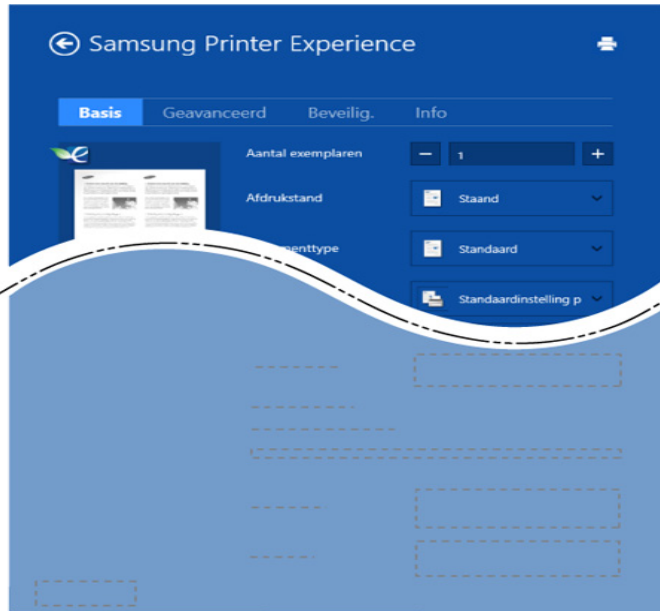 Samsung Printer Experience
Basis Geavanceerd Beveilig. Info
Aantal exemplaren 1
Afdrukstand Staand
Standaard
Standaardinstelling p